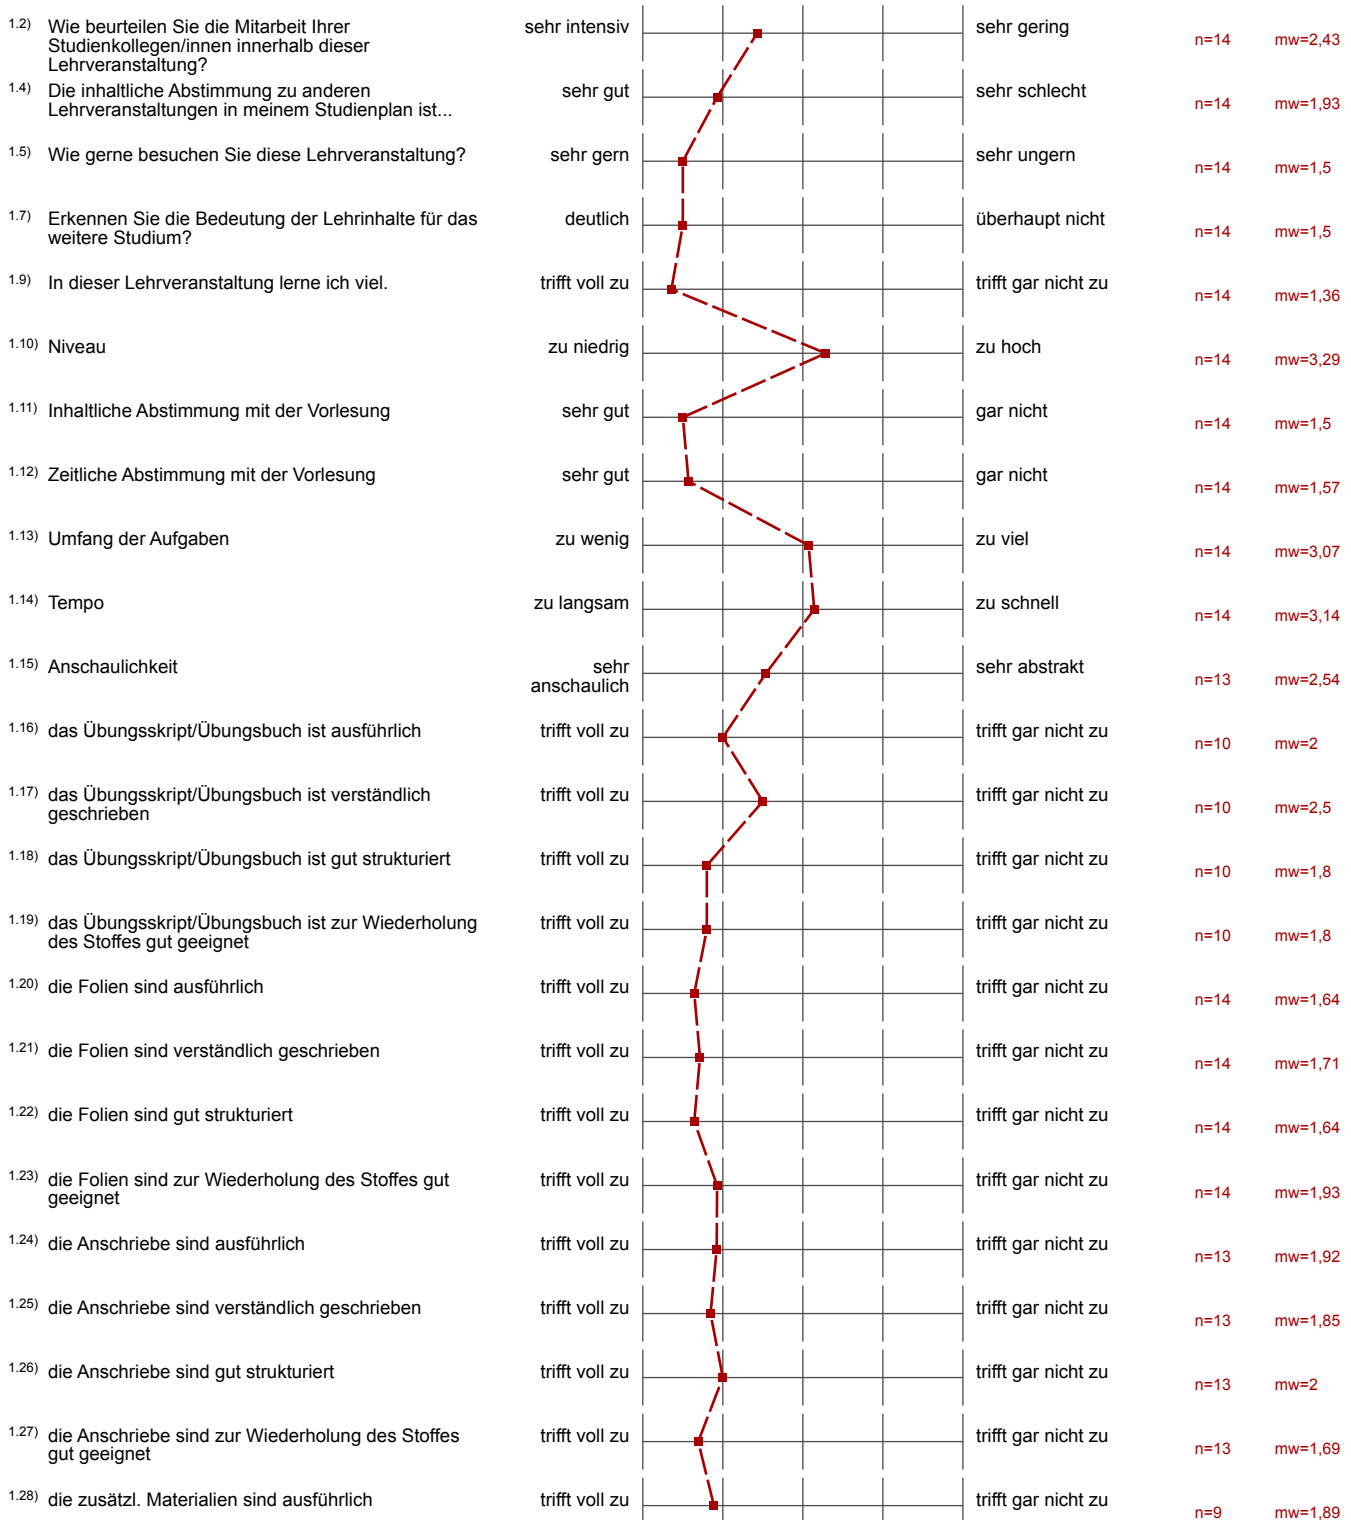 1.2) Wie beurteilen Sie die Mitarbeit Ihrer sehr intensiv sehr gering
Studienkollegen/innen innerhalb dieser n=14 mw=2,43
Lehrveranstaltung?
1.4) Die inhaltliche Abstimmung zu anderen sehr gut sehr schlecht
Lehrveranstaltungen in meinem Studienplan ist... n=14 mw=1,93
1.5) Wie gerne besuchen Sie diese Lehrveranstaltung? sehr gern sehr ungern
n=14 mw=1,5
1.7) Erkennen Sie die Bedeutung der Lehrinhalte für das deutlich überhaupt nicht
weitere Studium? n=14 mw=1,5
1.9) In dieser Lehrveranstaltung lerne ich viel. trifft voll zu trifft gar nicht zu
n=14 mw=1,36
1.10) Niveau zu niedrig zu hoch
n=14 mw=3,29
1.11) Inhaltliche Abstimmung mit der Vorlesung sehr gut gar nicht
n=14 mw=1,5
1.12) Zeitliche Abstimmung mit der Vorlesung sehr gut gar nicht
n=14 mw=1,57
1.13) Umfang der Aufgaben zu wenig zu viel
n=14 mw=3,07
1.14) Tempo zu langsam zu schnell
n=14 mw=3,14
1.15) Anschaulichkeit sehr sehr abstrakt
anschaulich n=13 mw=2,54
1.16) das Übungsskript/Übungsbuch ist ausführlich trifft voll zu trifft gar nicht zu
n=10 mw=2
1.17) das Übungsskript/Übungsbuch ist verständlich trifft voll zu trifft gar nicht zu
geschrieben n=10 mw=2,5
1.18) das Übungsskript/Übungsbuch ist gut strukturiert trifft voll zu trifft gar nicht zu
n=10 mw=1,8
1.19) das Übungsskript/Übungsbuch ist zur Wiederholung trifft voll zu trifft gar nicht zu
des Stoffes gut geeignet n=10 mw=1,8
1.20) die Folien sind ausführlich trifft voll zu trifft gar nicht zu
n=14 mw=1,64
1.21) die Folien sind verständlich geschrieben trifft voll zu trifft gar nicht zu
n=14 mw=1,71
1.22) die Folien sind gut strukturiert trifft voll zu trifft gar nicht zu
n=14 mw=1,64
1.23) die Folien sind zur Wiederholung des Stoffes gut trifft voll zu trifft gar nicht zu
geeignet n=14 mw=1,93
1.24) die Anschriebe sind ausführlich trifft voll zu trifft gar nicht zu
n=13 mw=1,92
1.25) die Anschriebe sind verständlich geschrieben trifft voll zu trifft gar nicht zu
n=13 mw=1,85
1.26) die Anschriebe sind gut strukturiert trifft voll zu trifft gar nicht zu
n=13 mw=2
1.27) die Anschriebe sind zur Wiederholung des Stoffes trifft voll zu trifft gar nicht zu
gut geeignet n=13 mw=1,69
1.28) die zusätzl. Materialien sind ausführlich trifft voll zu trifft gar nicht zu
n=9 mw=1,89